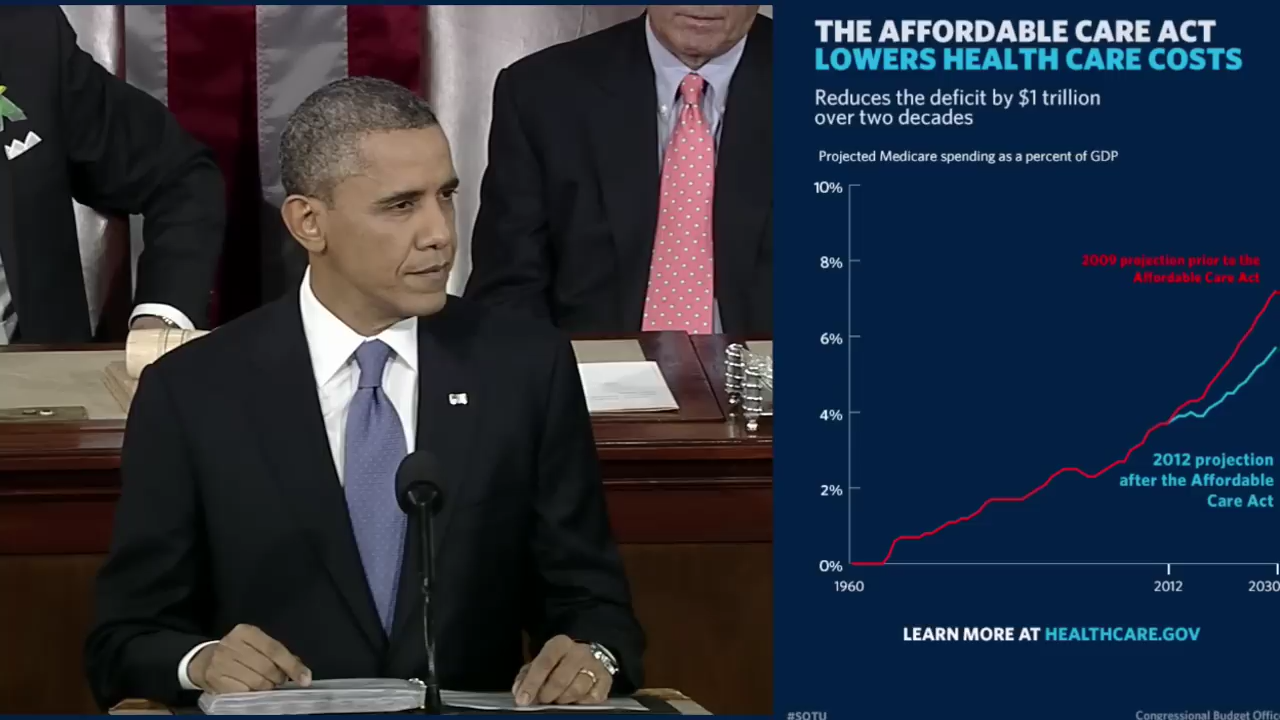 THE AFFORDABLE CARE ACT
LOWERS HEALTH CARE COSTS
Reduces the deficit by $1 trillion
over two decades
Projected Medicare spending as a percent of GDP
10%
8%
6%
4%
2%
0%
2009 projection prior to the
Affordable Care Act
2012 projection
after the Affordable
Care Act
1960
2012
2030
LEARN MORE AT HEALTHCARE.GOV
#SOTU
Congressional Budget Offic